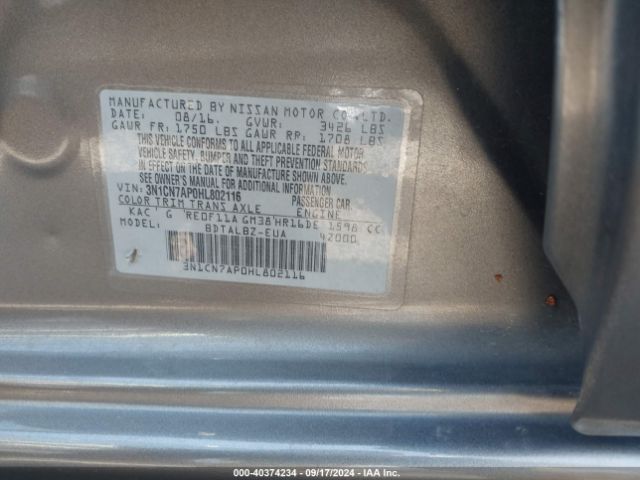 MANUFACTURED BY NISSAN MOTOR CO.,LTD.
DATE: 08/16. GVWR: 3426 LBS
GAWR FR: 1750 LBS GAWR RR: 1708 LBS
THIS VEHICLE CONFORMS TO ALL APPLICABLE FEDERAL MOTOR
VEHICLE SAFETY, BUMPER AND THEFT PREVENTION STANDARDS
IN EFFECT ON THE DATE OF MANUFACTURE SHOWN ABOVE.
SEE OWNER'S MANUAL FOR ADDITIONAL INFORMATION
VIN: 3N1CN7AP0HL802116 PASSENGER CAR
COLOR TRIM TRANS AXLE ENGINE
KAC G REOF11A GM38 HR16DE 1598 CC
MODEL: BDTALBZ-EUA 42000
3N1CN7AP0HL802116
000-40374234 - 09/17/2024 - IAA Inc.